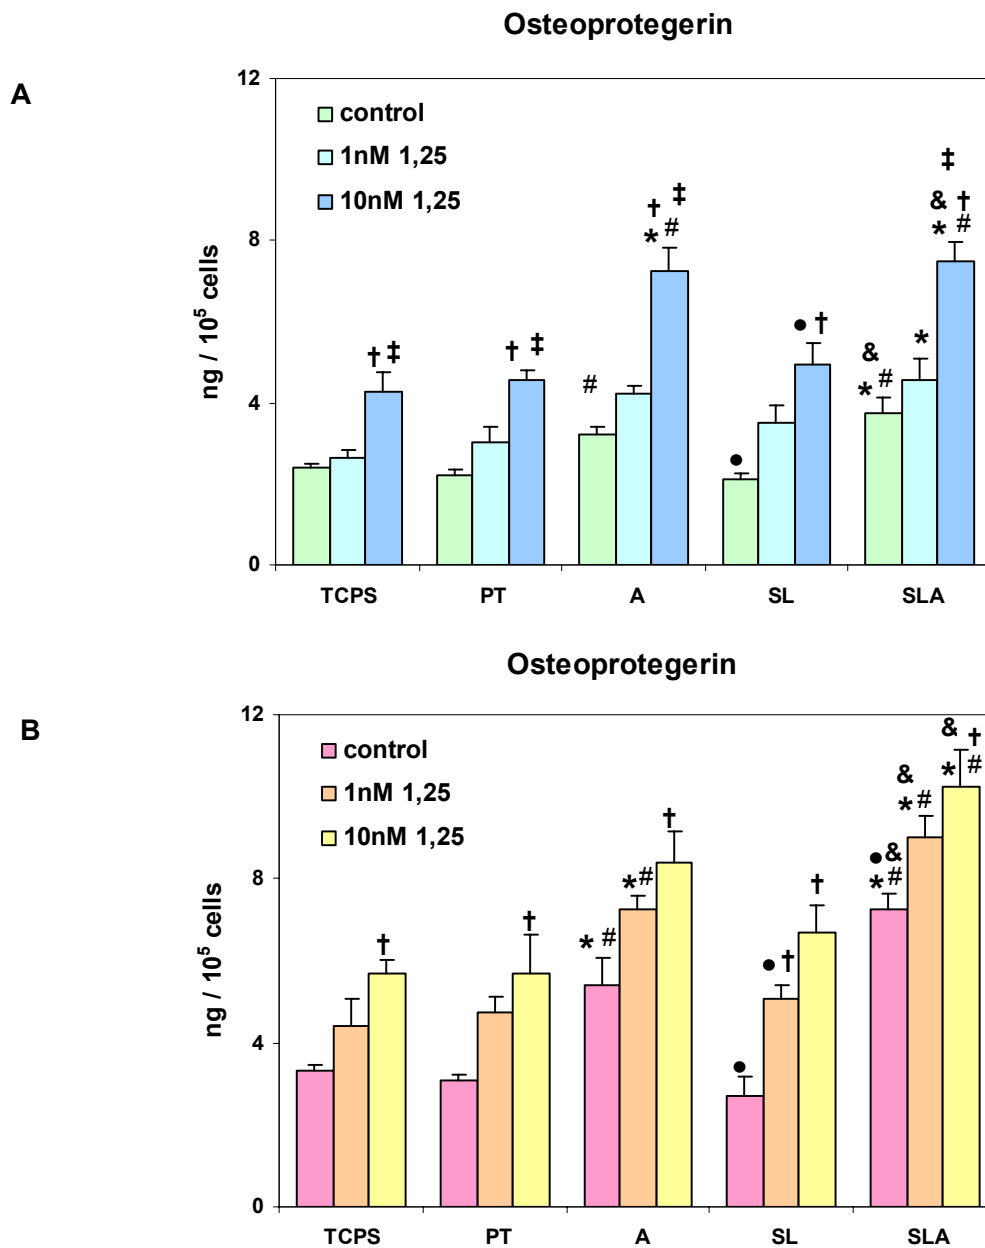 Osteoprotegerin
A
12
control
1nM 1,25
10nM 1,25
‡
& †
* #
† ‡
* #
8
ng / 10⁵ cells
● †
† ‡
† ‡
*
&
* #
#
4
●
0
TCPS PT A SL SLA
Osteoprotegerin
B
12
control
1nM 1,25
10nM 1,25
& †
* #
&
* #
†
● &
* #
*#
†
8
ng / 10⁵ cells
†
†
* #
● †
4
●
0
TCPS PT A SL SLA